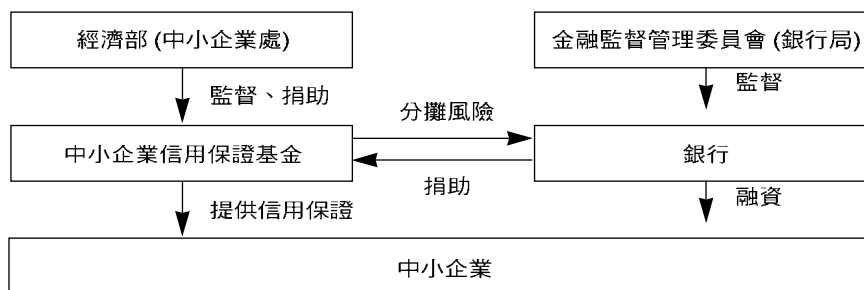 經濟部 (中小企業處)
金融監督管理委員會 (銀行局)
監督、捐助
監督
分攤風險
中小企業信用保證基金
銀行
捐助
提供信用保證
融資
中小企業